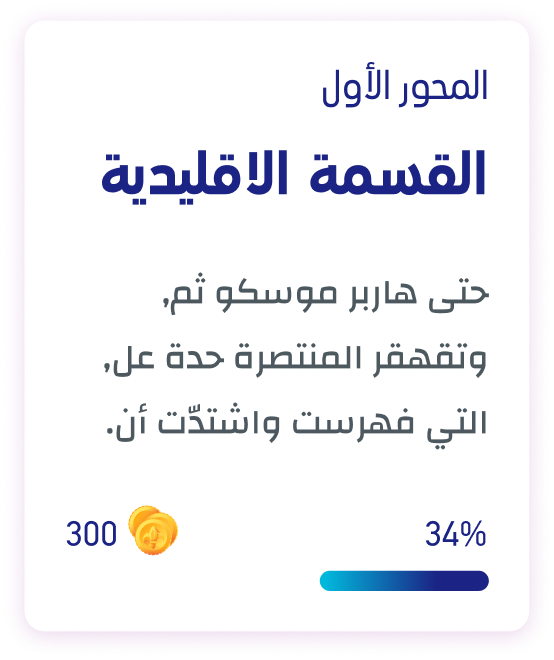 المحور الأول
القسمة الاقليدية
حتى هاربر موسكو ثم,
وتقهقر المنتصرة حدة عل,
التي فهرست واشتدّت أن.
34%
300